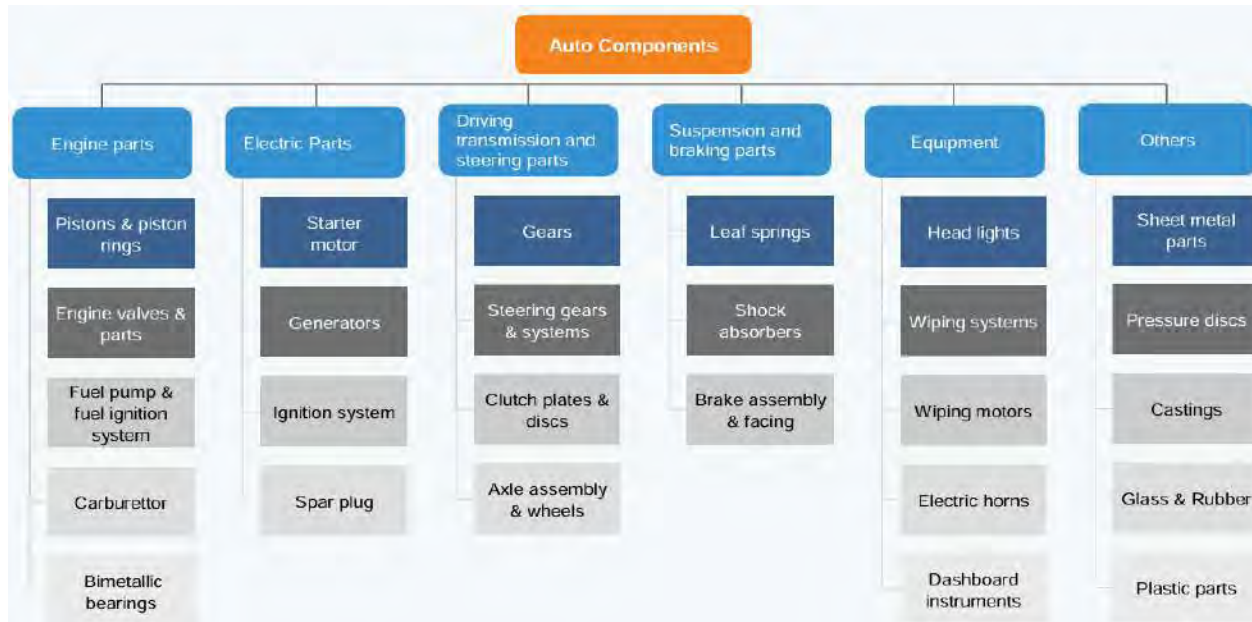 Auto Components
Engine parts
Pistons & piston
rings
Engine valves &
parts
Fuel pump &
fuel ignition
system
Carburettor
Bimetallic
bearings
Electric Parts
Starter
motor
Generators
Ignition system
Spar plug
Driving
transmission and
steering parts
Gears
Steering gears
& systems
Clutch plates &
discs
Axle assembly
& wheels
Suspension and
braking parts
Leaf springs
Shock
absorbers
Brake assembly
& facing
Equipment
Head lights
Wiping systems
Wiping motors
Electric horns
Dashboard
instruments
Others
Sheet metal
parts
Pressure discs
Castings
Glass & Rubber
Plastic parts